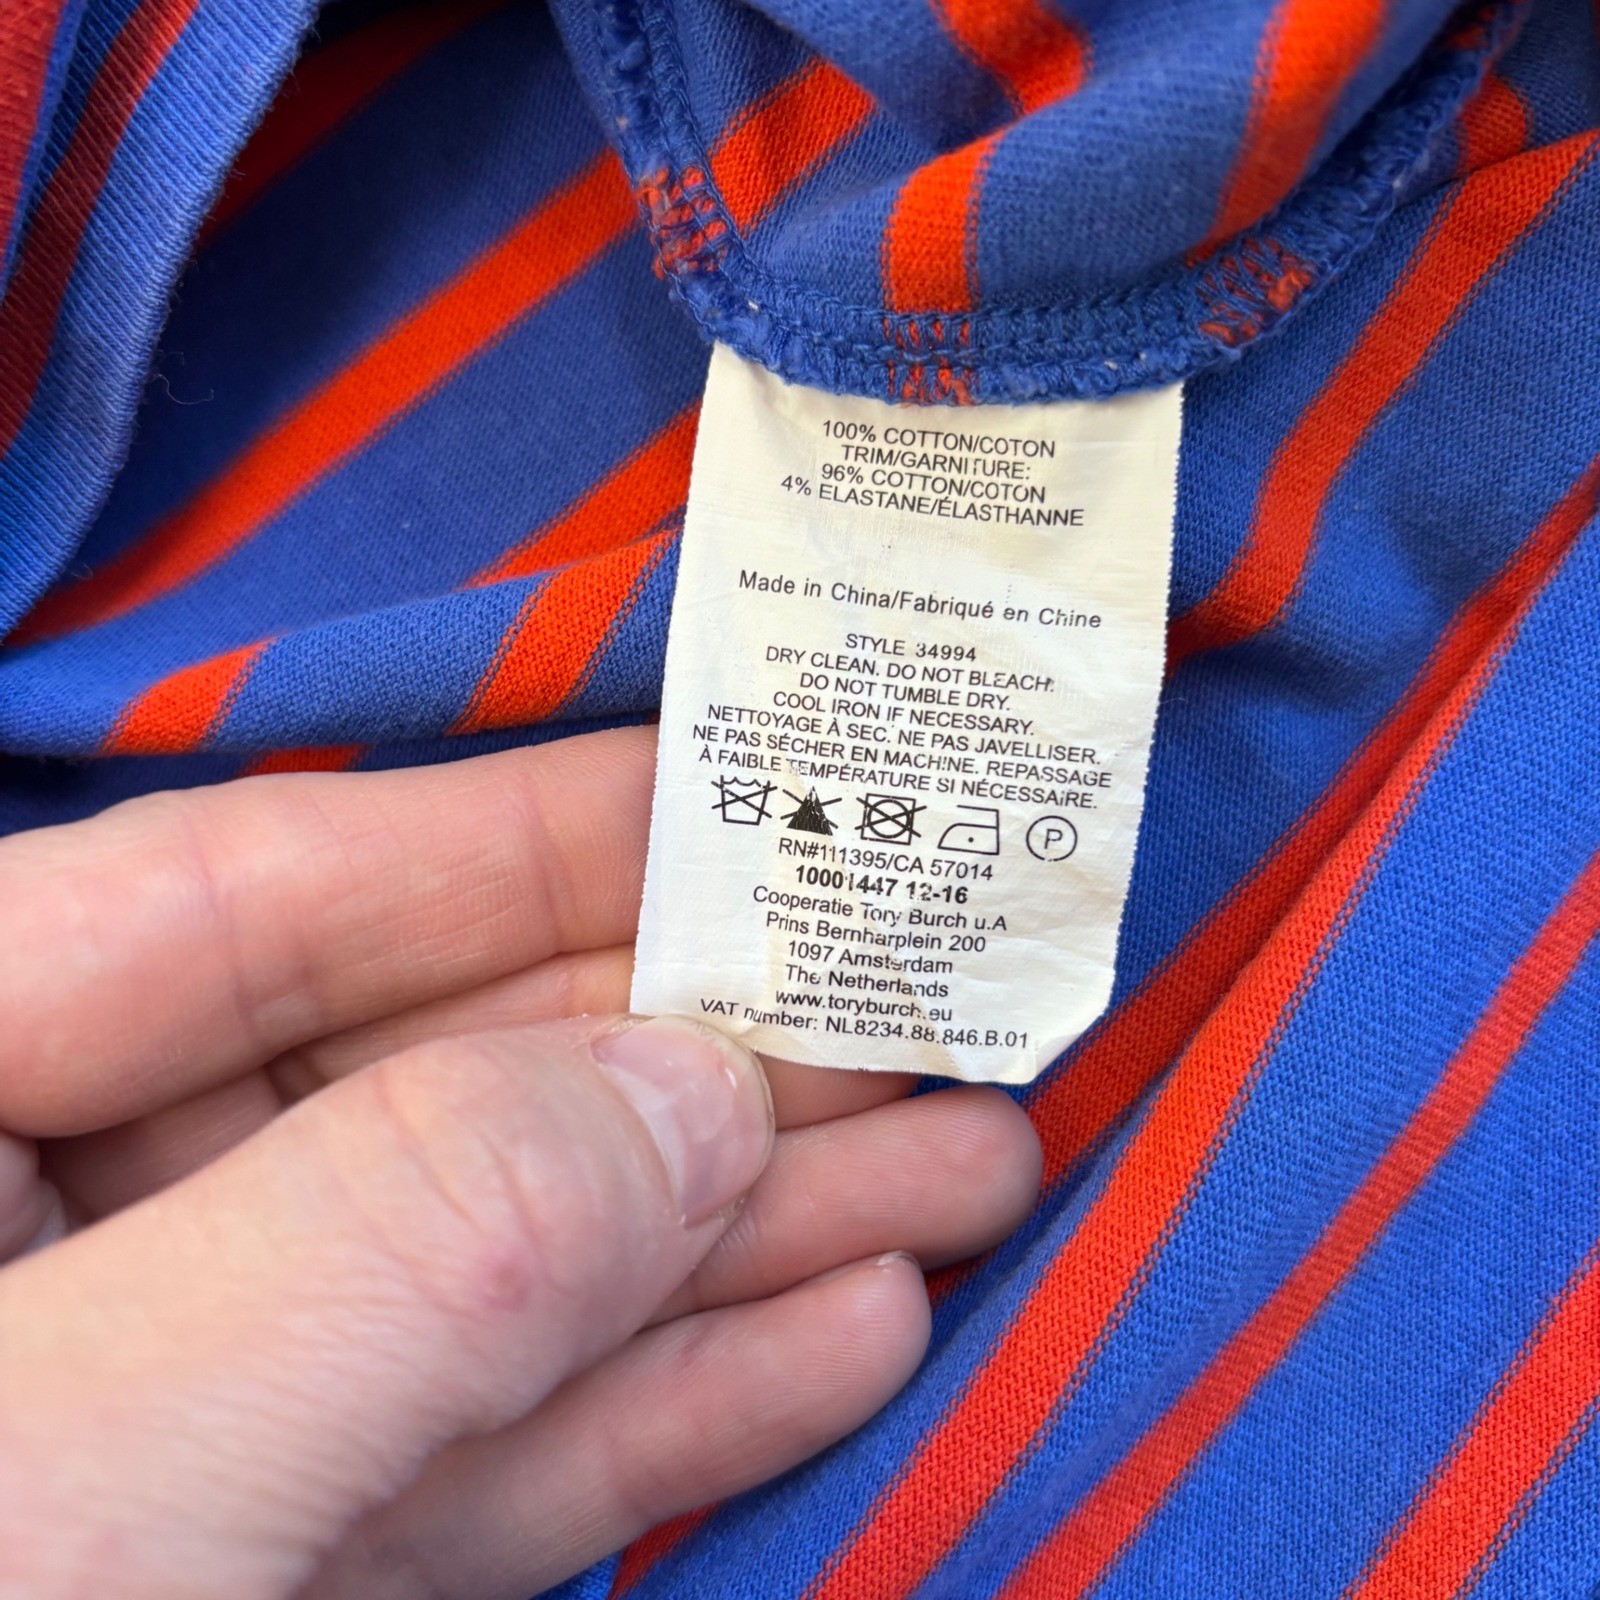 100% COTTON/COTON
TRIM/GARNITURE:
96% COTTON/COTON
4% ELASTANE/ÉLASTHANNE
Made in China/Fabriqué en Chine
STYLE 34994
DRY CLEAN. DO NOT BLEACH.
DO NOT TUMBLE DRY.
COOL IRON IF NECESSARY.
NETTOYAGE À SEC. NE PAS JAVELLISER.
NE PAS SÉCHER EN MACHINE. REPASSAGE
À FAIBLE TEMPÉRATURE SI NÉCESSAIRE.
P
RN#111395/CA 57014
10001447 12-16
Cooperatie Tory Burch u.A
Prins Bernharplein 200
1097 Amsterdam
The Netherlands
www.toryburch.eu
VAT number: NL8234.88.846.B.01